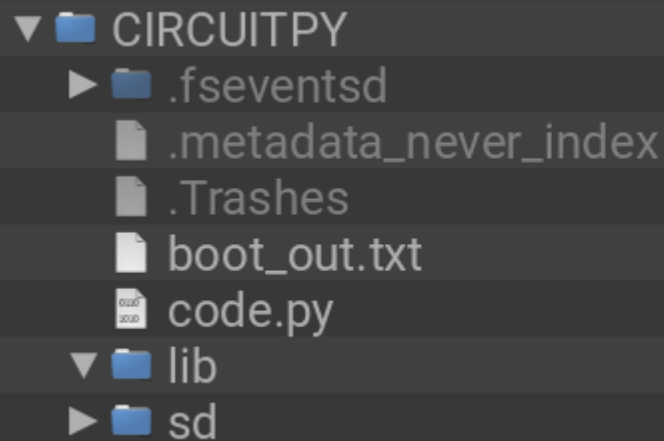 CIRCUITPY
.fseventsd
.metadata_never_index
.Trashes
boot_out.txt
code.py
lib
sd